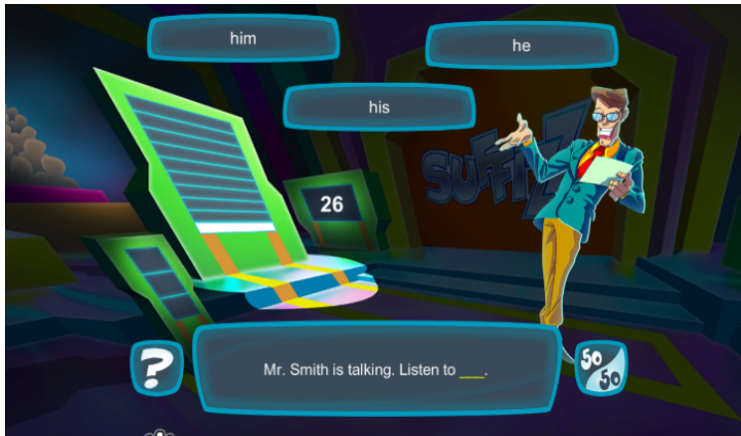 him
he
his
SUFFIZ
26
?
Mr. Smith is talking. Listen to ___.
50
50